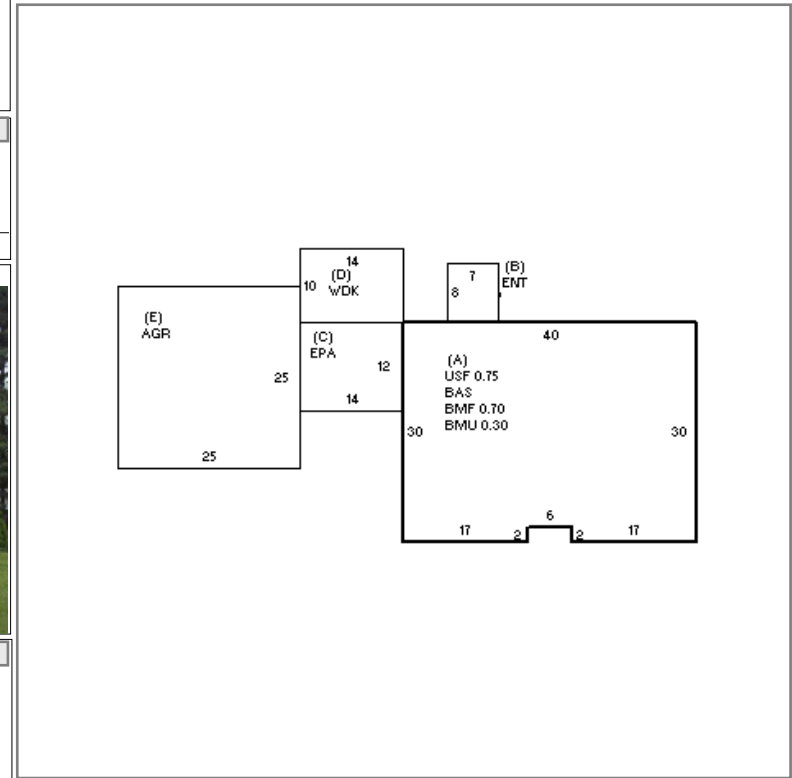 14
(D)
10
WDK
7
(B)
8
ENT
(E)
AGR
(C)
EPA
12
40
(A)
USF 0.75
BAS
BMF 0.70
BMU 0.30
25
14
30
30
25
17
2
6
2
17